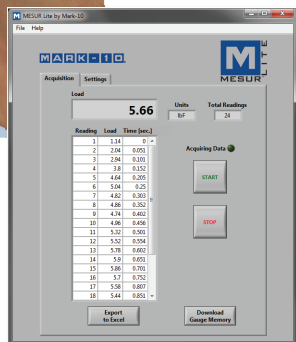 MESUR Lite by Mark-10
File Help
MARK-10
M
MESUR
LITE
Acquisition Settings
Load
5.66
Units
lbF
Total Readings
24
Reading Load Time [sec.]
1 1.14 0
2 2.04 0.051
3 2.94 0.101
4 3.8 0.152
5 4.64 0.205
6 5.04 0.25
7 4.82 0.303
8 4.86 0.352
9 4.74 0.402
10 4.96 0.456
11 5.32 0.501
12 5.52 0.554
13 5.78 0.602
14 5.9 0.651
15 5.86 0.701
16 5.7 0.752
17 5.58 0.807
18 5.44 0.851
Acquiring Data
START
STOP
Export
to Excel
Download
Gauge Memory